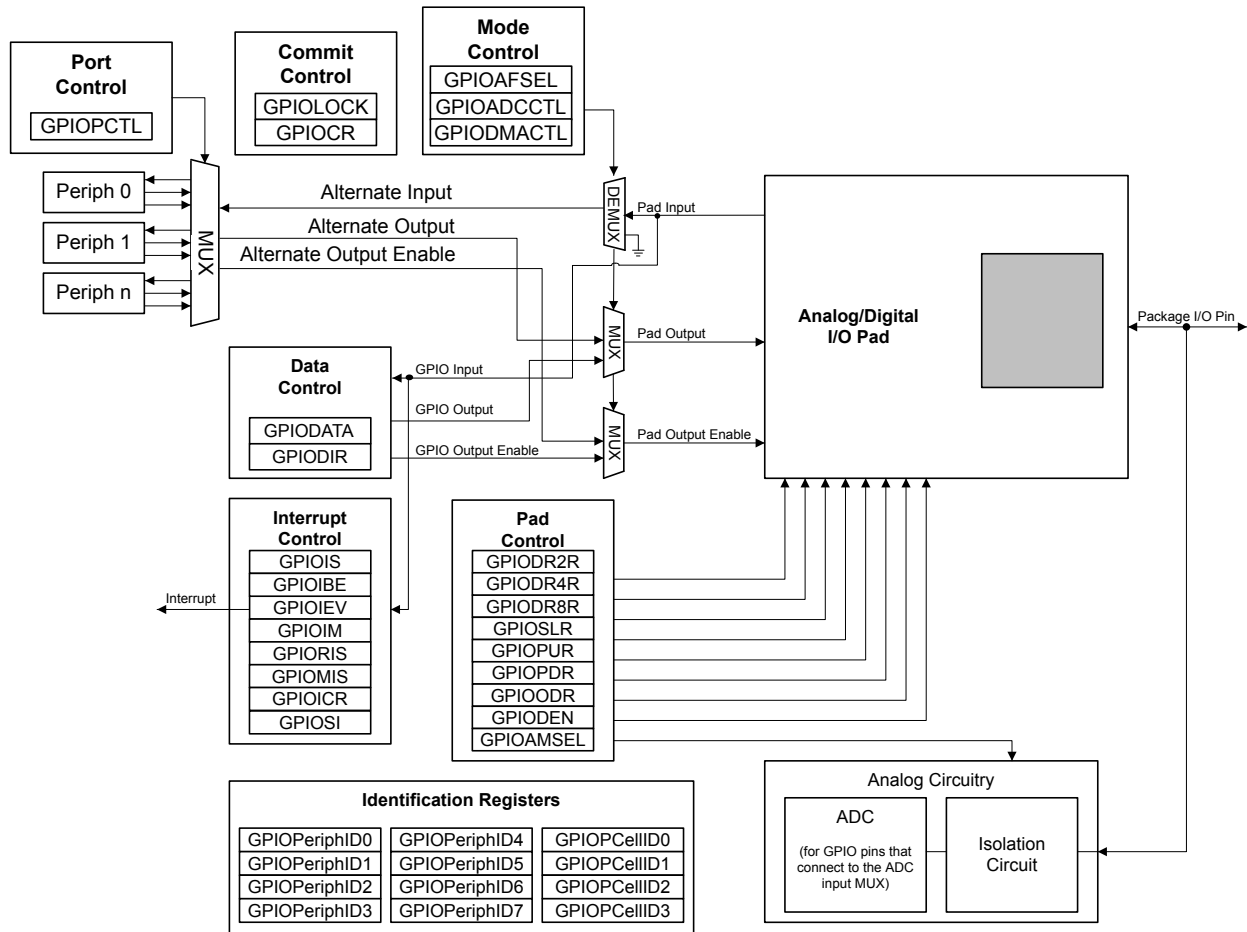 Port
Control
GPIOPCTL
Commit
Control
GPIOLOCK
GPIOCR
Mode
Control
GPIOAFSEL
GPIOADCCTL
GPIODMACTL
Periph 0
Periph 1
Periph n
MUX
Alternate Input
Alternate Output
Alternate Output Enable
DEMUX
Pad Input
MUX
Pad Output
MUX
Pad Output Enable
Analog/Digital
I/O Pad
Package I/O Pin
Data
Control
GPIODATA
GPIODIR
GPIO Input
GPIO Output
GPIO Output Enable
Interrupt
Control
GPIOIS
GPIOIBE
GPIOIEV
GPIOIM
GPIORIS
GPIOMIS
GPIOICR
GPIOSI
Interrupt
Pad
Control
GPIODR2R
GPIODR4R
GPIODR8R
GPIOSLR
GPIOPUR
GPIOPDR
GPIOODR
GPIODEN
GPIOAMSEL
Analog Circuitry
ADC
(for GPIO pins that
connect to the ADC
input MUX)
Isolation
Circuit
Identification Registers
GPIOPeriphID0
GPIOPeriphID1
GPIOPeriphID2
GPIOPeriphID3
GPIOPeriphID4
GPIOPeriphID5
GPIOPeriphID6
GPIOPeriphID7
GPIOPCellID0
GPIOPCellID1
GPIOPCellID2
GPIOPCellID3